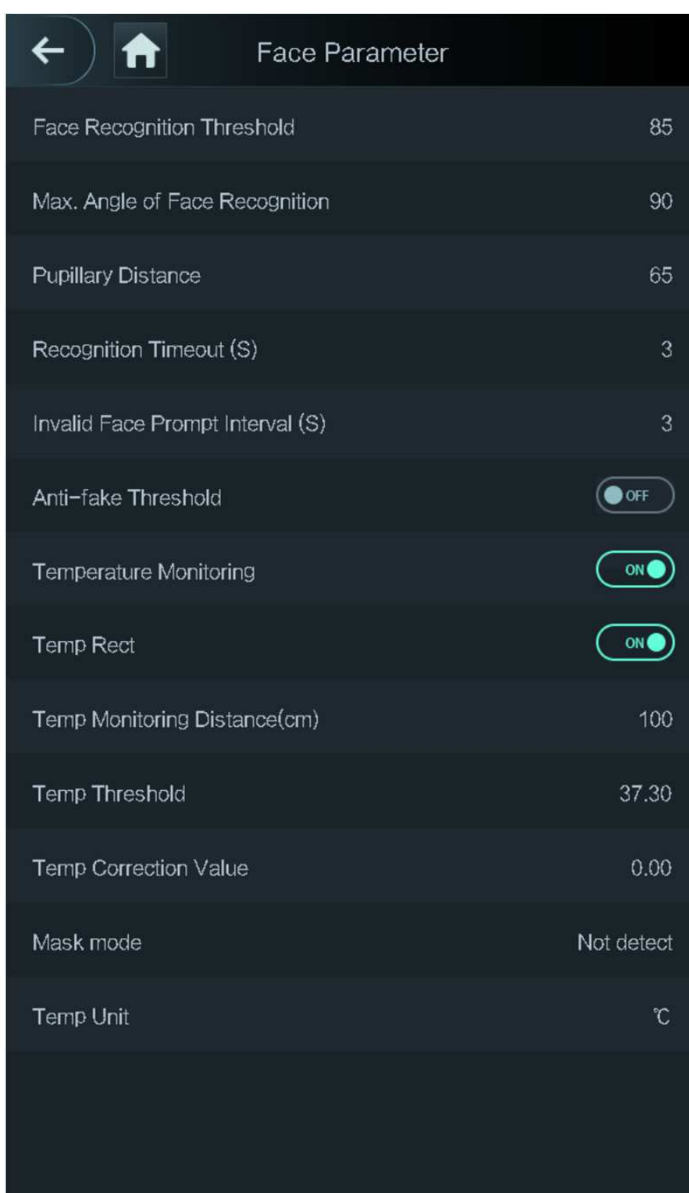 Face Parameter
Face Recognition Threshold 85
Max. Angle of Face Recognition 90
Pupillary Distance 65
Recognition Timeout (S) 3
Invalid Face Prompt Interval (S) 3
Anti-fake Threshold OFF
Temperature Monitoring ON
Temp Rect ON
Temp Monitoring Distance(cm) 100
Temp Threshold 37.30
Temp Correction Value 0.00
Mask mode Not detect
Temp Unit ℃